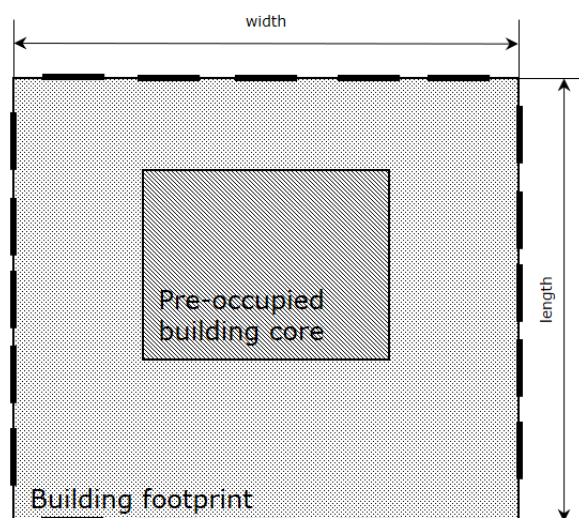 width
Pre-occupied
building core
length
Building footprint